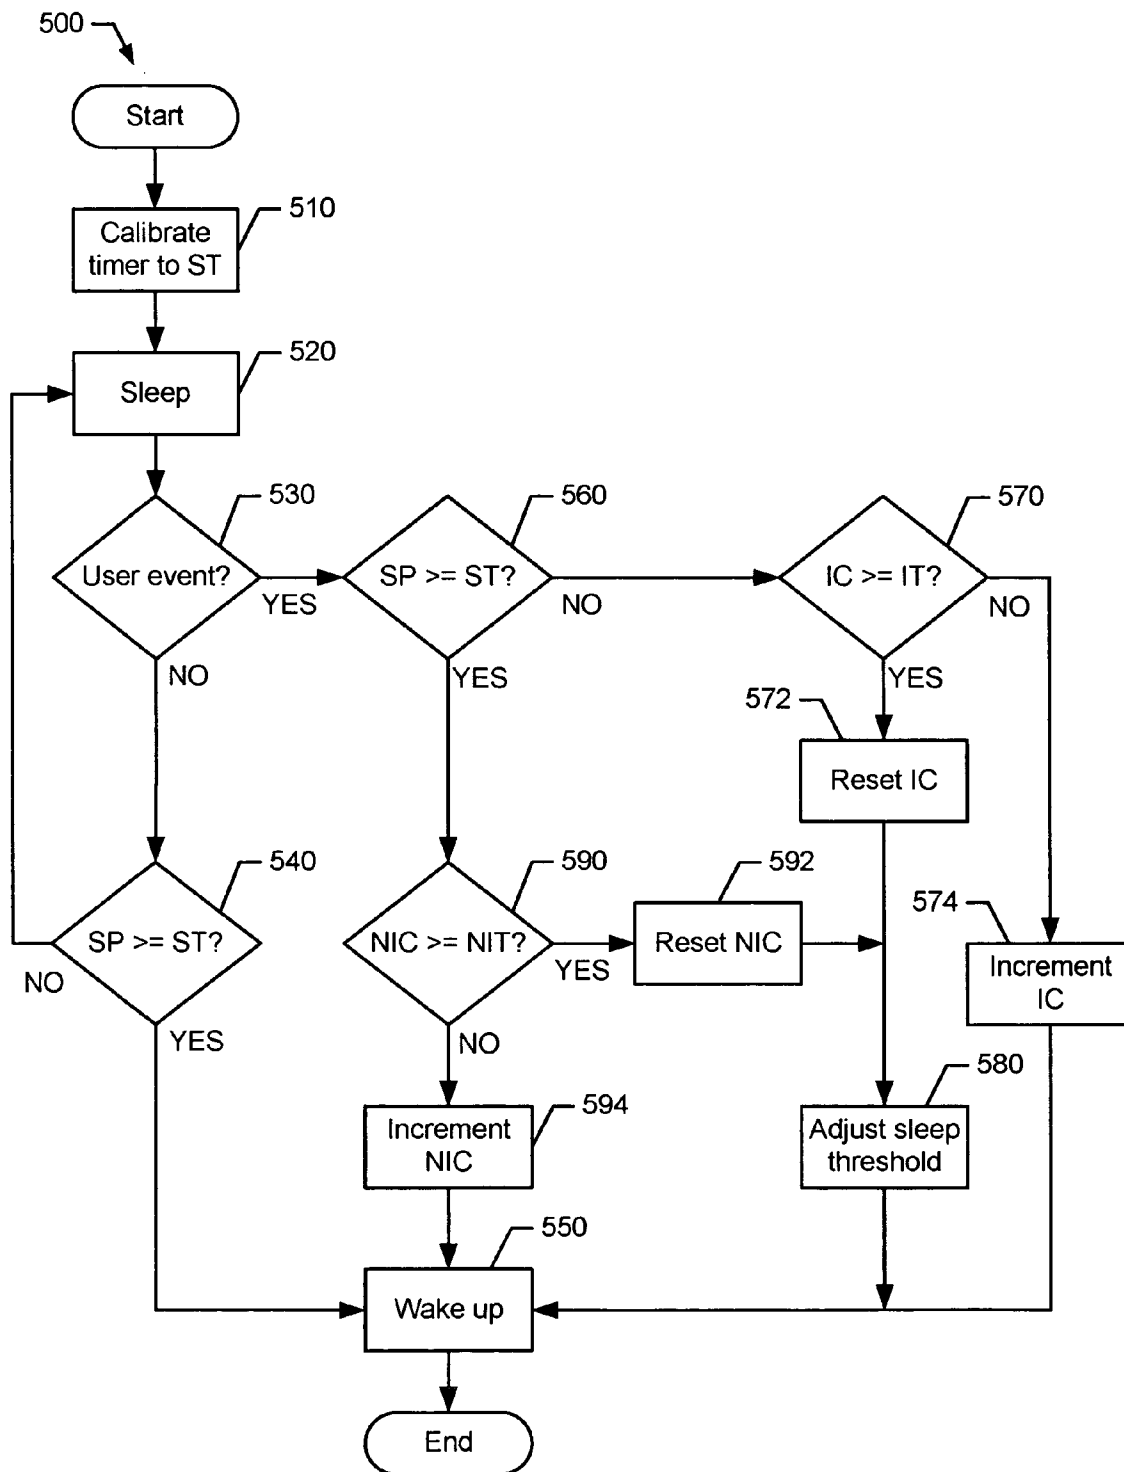 500
Start
510
Calibrate
timer to ST
520
Sleep
530
560
570
User event?
SP >= ST?
IC >= IT?
YES
NO
NO
NO
YES
YES
572
Reset IC
540
590
592
574
SP >= ST?
NIC >= NIT?
Reset NIC
Increment
IC
NO
YES
YES
NO
580
594
Increment
NIC
Adjust sleep
threshold
550
Wake up
End